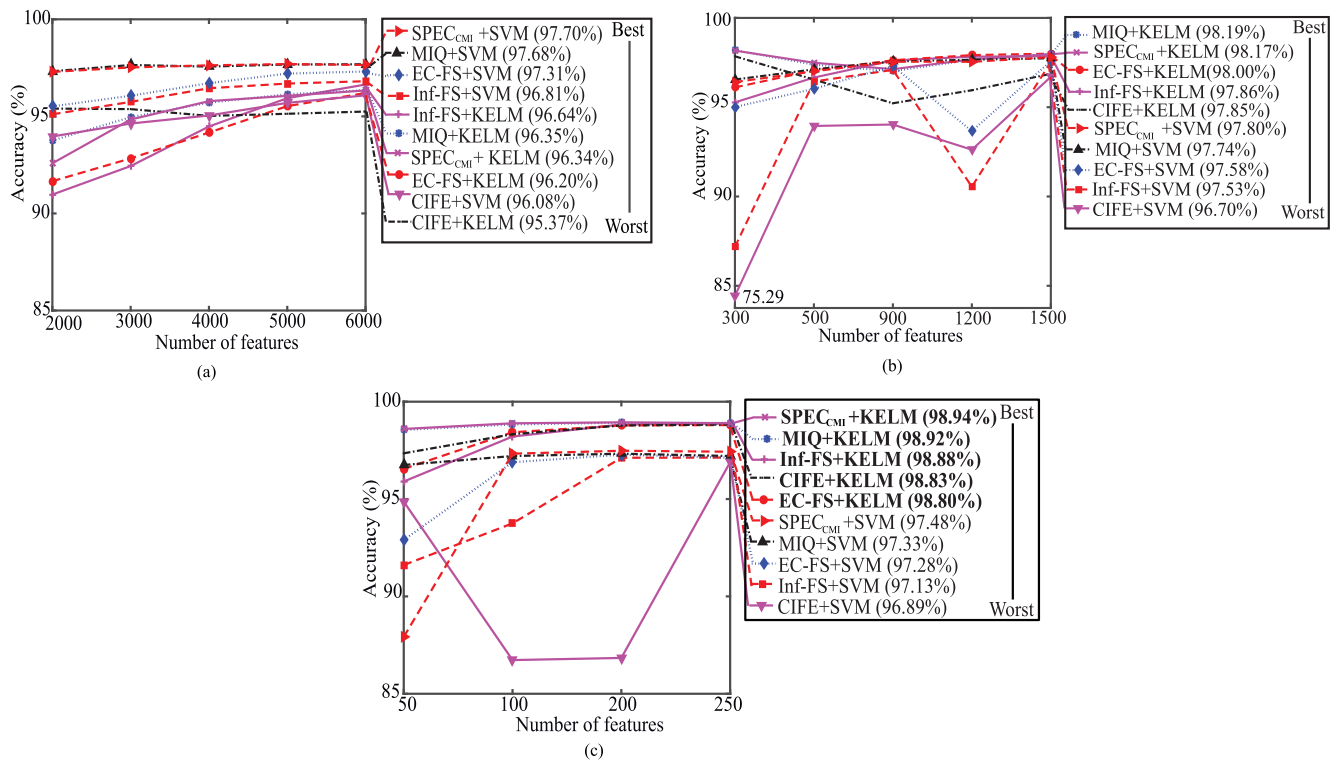 100
95
90
85
Accuracy (%)
2000 3000 4000 5000 6000
Number of features
(a)
SPEC_CMI +SVM (97.70%)
MIQ+SVM (97.68%)
EC-FS+SVM (97.31%)
Inf-FS+SVM (96.81%)
Inf-FS+KELM (96.64%)
MIQ+KELM (96.35%)
SPEC_CMI+ KELM (96.34%)
EC-FS+KELM (96.20%)
CIFE+SVM (96.08%)
CIFE+KELM (95.37%)
Best
Worst
100
95
90
85
Accuracy (%)
75.29
300 500 900 1200 1500
Number of features
(b)
MIQ+KELM (98.19%)
SPEC_CMI +KELM (98.17%)
EC-FS+KELM(98.00%)
Inf-FS+KELM (97.86%)
CIFE+KELM (97.85%)
SPEC_CMI +SVM (97.80%)
MIQ+SVM (97.74%)
EC-FS+SVM (97.58%)
Inf-FS+SVM (97.53%)
CIFE+SVM (96.70%)
Best
Worst
100
95
90
85
Accuracy (%)
50 100 200 250
Number of features
(c)
SPEC_CMI +KELM (98.94%)
MIQ+KELM (98.92%)
Inf-FS+KELM (98.88%)
CIFE+KELM (98.83%)
EC-FS+KELM (98.80%)
SPEC_CMI +SVM (97.48%)
MIQ+SVM (97.33%)
EC-FS+SVM (97.28%)
Inf-FS+SVM (97.13%)
CIFE+SVM (96.89%)
Best
Worst